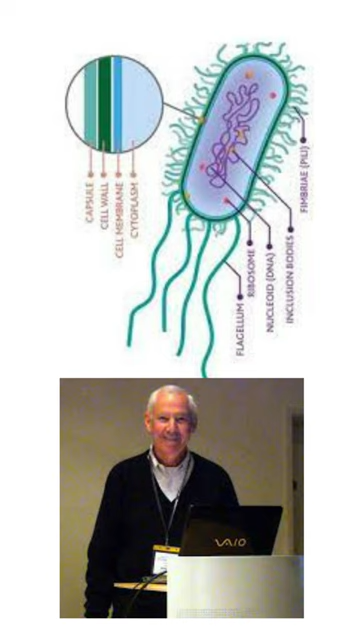 CAPSULE
CELL WALL
CELL MEMBRANE
CYTOPLASM
FLAGELLUM
RIBOSOME
NUCLEOID (DNA)
INCLUSION BODIES
FIMBRIAE (PILI)
VAIO